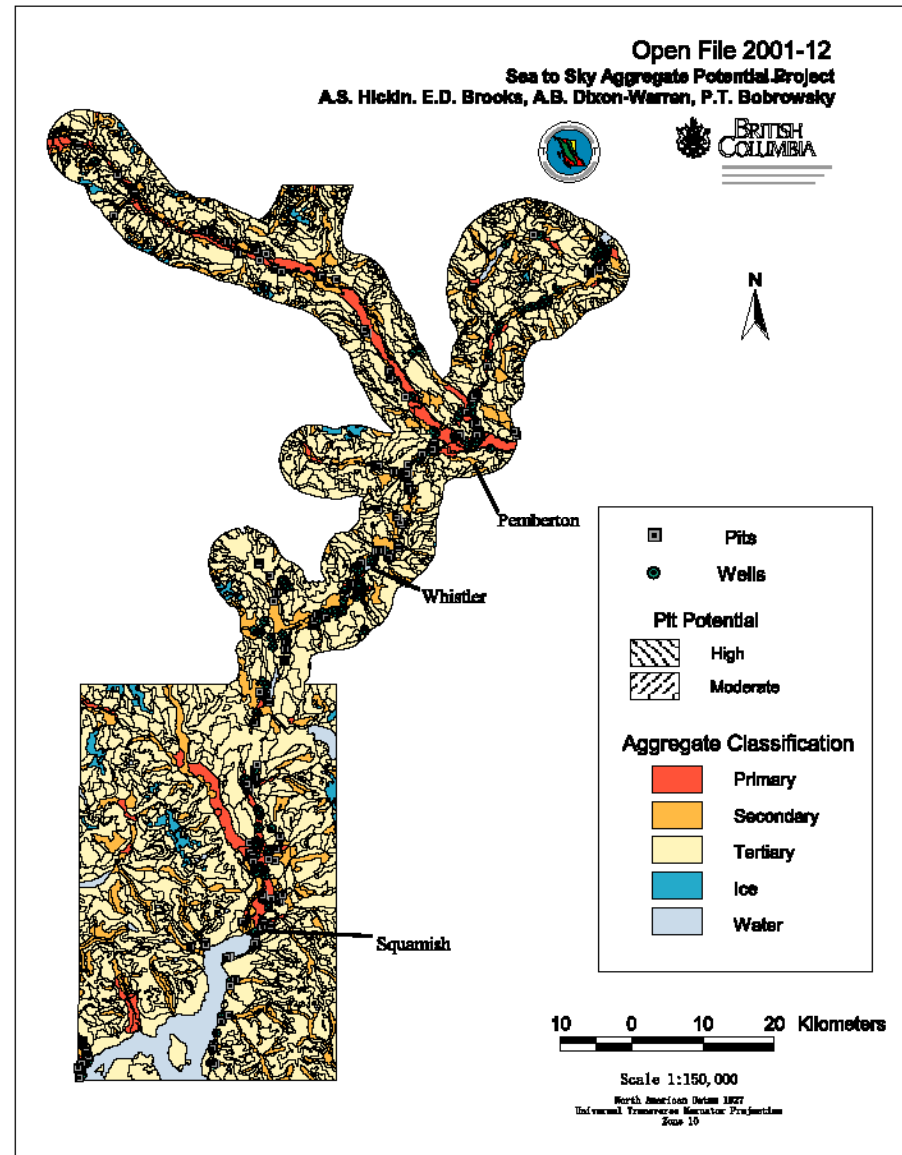 Open File 2001-12
Sea to Sky Aggregate Potential Project
A.S. Hickin. E.D. Brooks, A.B. Dixon-Warren, P.T. Bobrowsky
BRITISH
COLUMBIA
N
Pemberton
Whistler
Squamish
Pits
Wells
Pit Potential
High
Moderate
Aggregate Classification
Primary
Secondary
Tertiary
Ice
Water
10 0 10 20 Kilometers
Scale 1:150,000
North American Datum 1927
Universal Transverse Mercator Projection
Zone 10